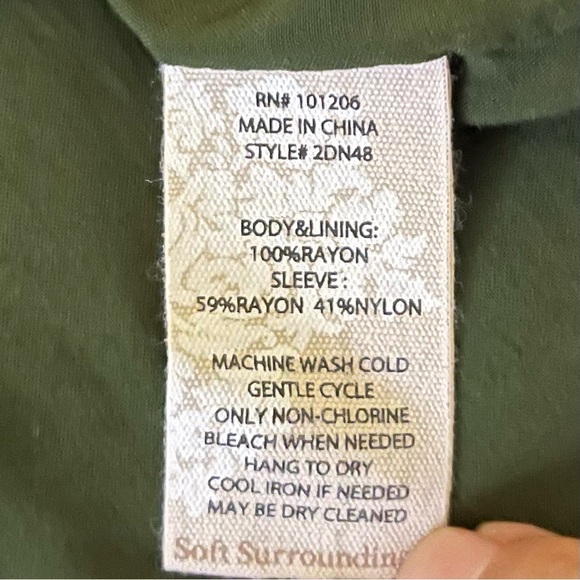 RN# 101206
MADE IN CHINA
STYLE# 2DN48
BODY&LINING:
100%RAYON
SLEEVE:
59%RAYON 41%NYLON
MACHINE WASH COLD
GENTLE CYCLE
ONLY NON-CHLORINE
BLEACH WHEN NEEDED
HANG TO DRY
COOL IRON IF NEEDED
MAY BE DRY CLEANED
Soft Surroundin